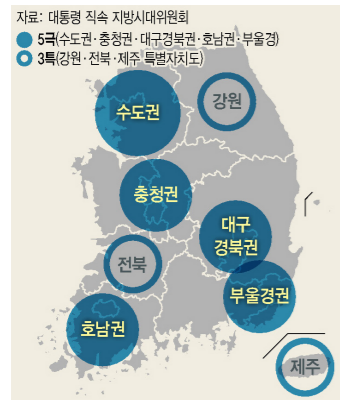 자료: 대통령 직속 지방시대위원회
5극(수도권·충청권·대구경북권·호남권·부울경)
3특(강원·전북·제주 특별자치도)
강원
수도권
충청권
대구
경북권
전북
부울경권
호남권
제주